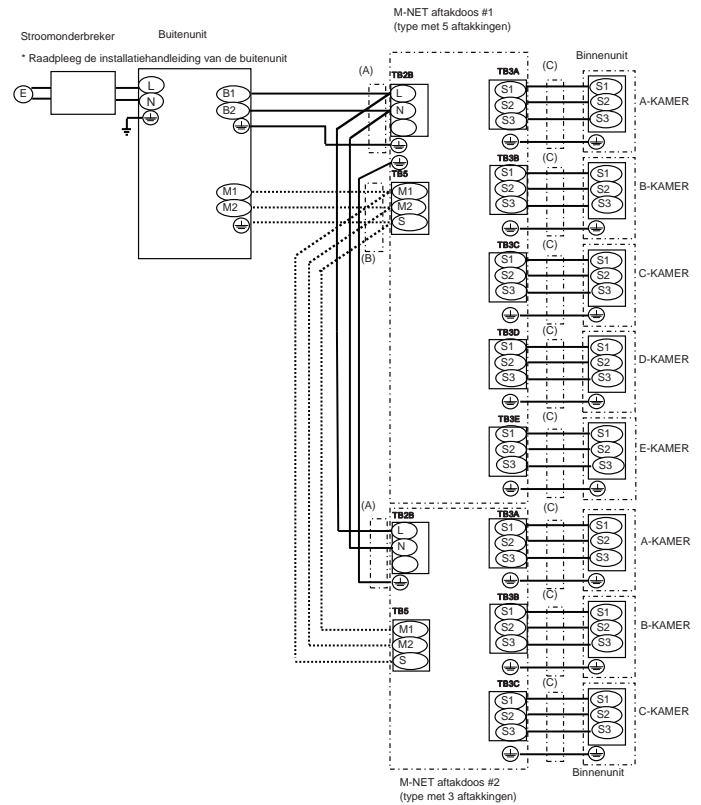 M-NET aftakdoos #1
(type met 5 aftakkingen)
Stroomonderbreker
Buitenunit
* Raadpleeg de installatiehandleiding van de buitenunit
Binnenunit
E
L
N
B1
B2
M1
M2
(A)
TB2B
L
N
TB5
M1
M2
S
(B)
TB3A
(C)
S1
S2
S3
S1
S2
S3
A-KAMER
TB3B
(C)
S1
S2
S3
S1
S2
S3
B-KAMER
TB3C
(C)
S1
S2
S3
S1
S2
S3
C-KAMER
TB3D
(C)
S1
S2
S3
S1
S2
S3
D-KAMER
TB3E
(C)
S1
S2
S3
S1
S2
S3
E-KAMER
(A)
TB2B
L
N
TB5
M1
M2
S
TB3A
(C)
S1
S2
S3
S1
S2
S3
A-KAMER
TB3B
(C)
S1
S2
S3
S1
S2
S3
B-KAMER
TB3C
(C)
S1
S2
S3
S1
S2
S3
C-KAMER
Binnenunit
M-NET aftakdoos #2
(type met 3 aftakkingen)